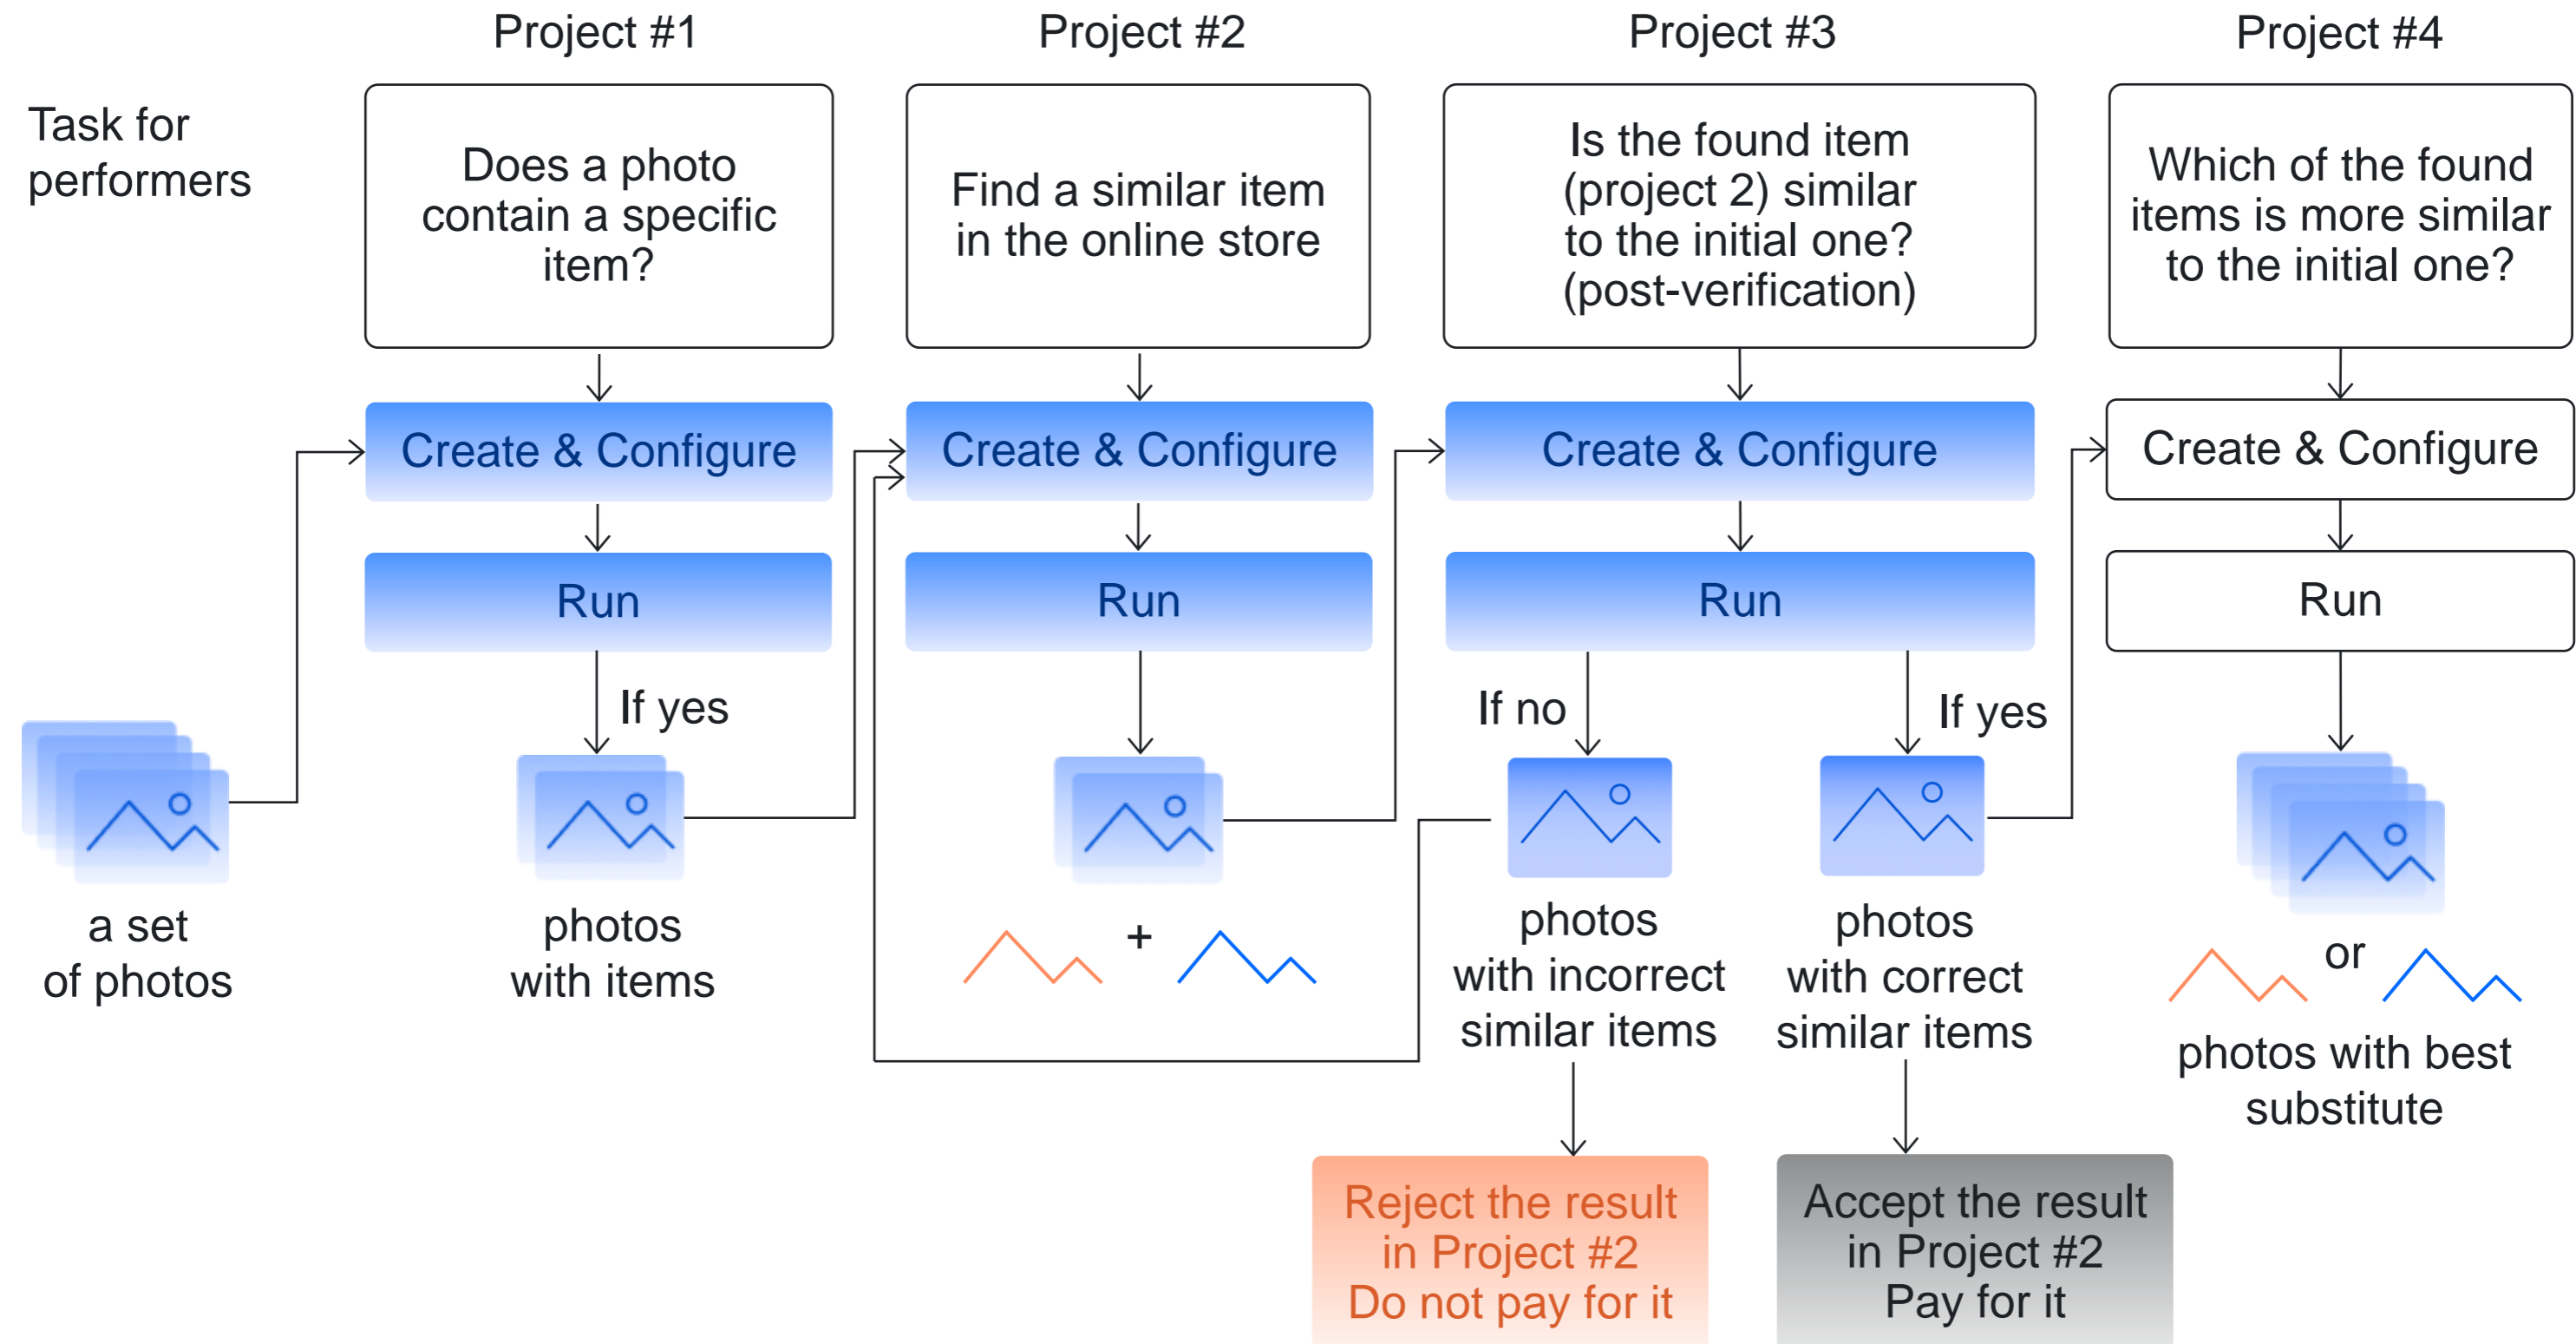 Project #1
Project #2
Project #3
Project #4
Task for
performers
Does a photo
contain a specific
item?
Find a similar item
in the online store
Is the found item
(project 2) similar
to the initial one?
(post-verification)
Which of the found
items is more similar
to the initial one?
Create & Configure
Create & Configure
Create & Configure
Create & Configure
Run
Run
Run
Run
If yes
If no
If yes
a set
of photos
photos
with items
+
photos
with incorrect
similar items
photos
with correct
similar items
or
photos with best
substitute
Reject the result
in Project #2
Do not pay for it
Accept the result
in Project #2
Pay for it